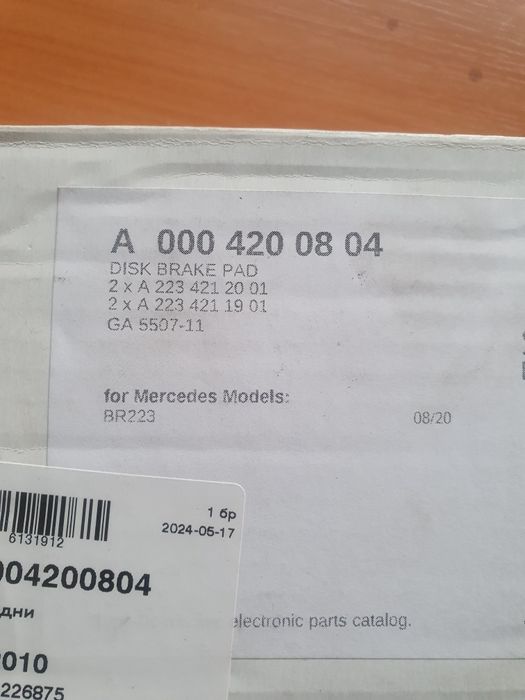 A 000 420 08 04
DISK BRAKE PAD
2 x A 223 421 20 01
2 x A 223 421 19 01
GA 5507-11
for Mercedes Models:
BR223 08/20
electronic parts catalog.
1 бр
2024-05-17
6131912
004200804
дни
2010
226875